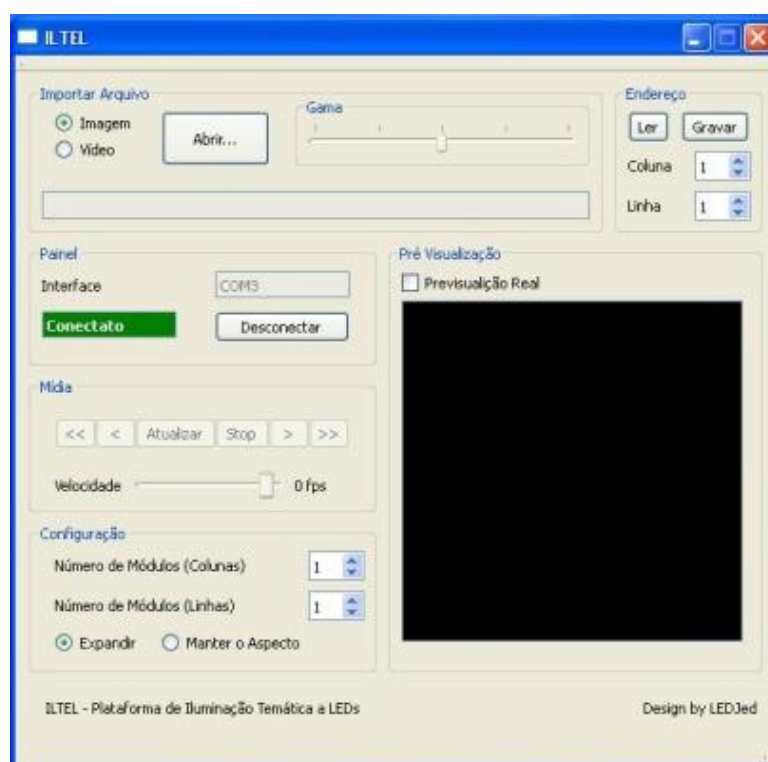 ILTEL
Importar Arquivo
Imagem
Vídeo
Abrir...
Gama
Endereço
Ler
Gravar
Coluna
1
Linha
1
Painel
Interface
COM3
Conectato
Desconectar
Pré Visualização
Previsualição Real
Mídia
<< < Atualizar Stop > >>
Velocidade
0 fps
Configuração
Número de Módulos (Colunas)
1
Número de Módulos (Linhas)
1
Expandir
Manter o Aspecto
ILTEL - Plataforma de Iluminação Temática a LEDs
Design by LEDJed